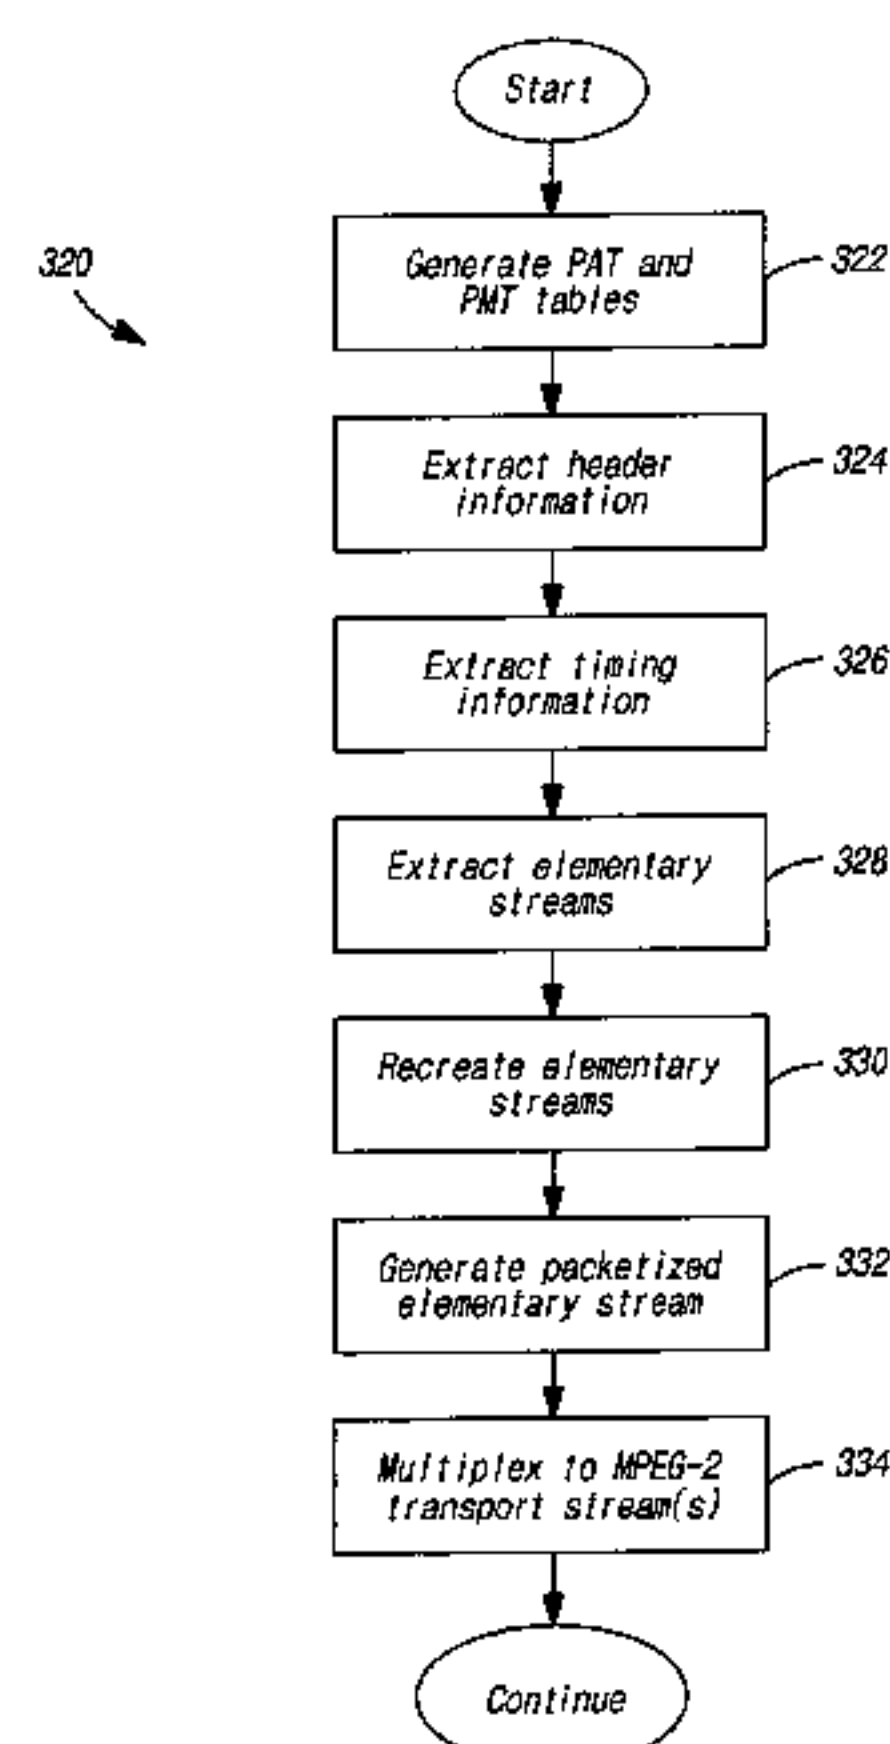 Start
320
Generate PAT and
PMT tables
322
Extract header
information
324
Extract timing
information
326
Extract elementary
streams
328
Recreate elementary
streams
330
Generate packetized
elementary stream
332
Multiplex to MPEG-2
transport stream(s)
334
Continue